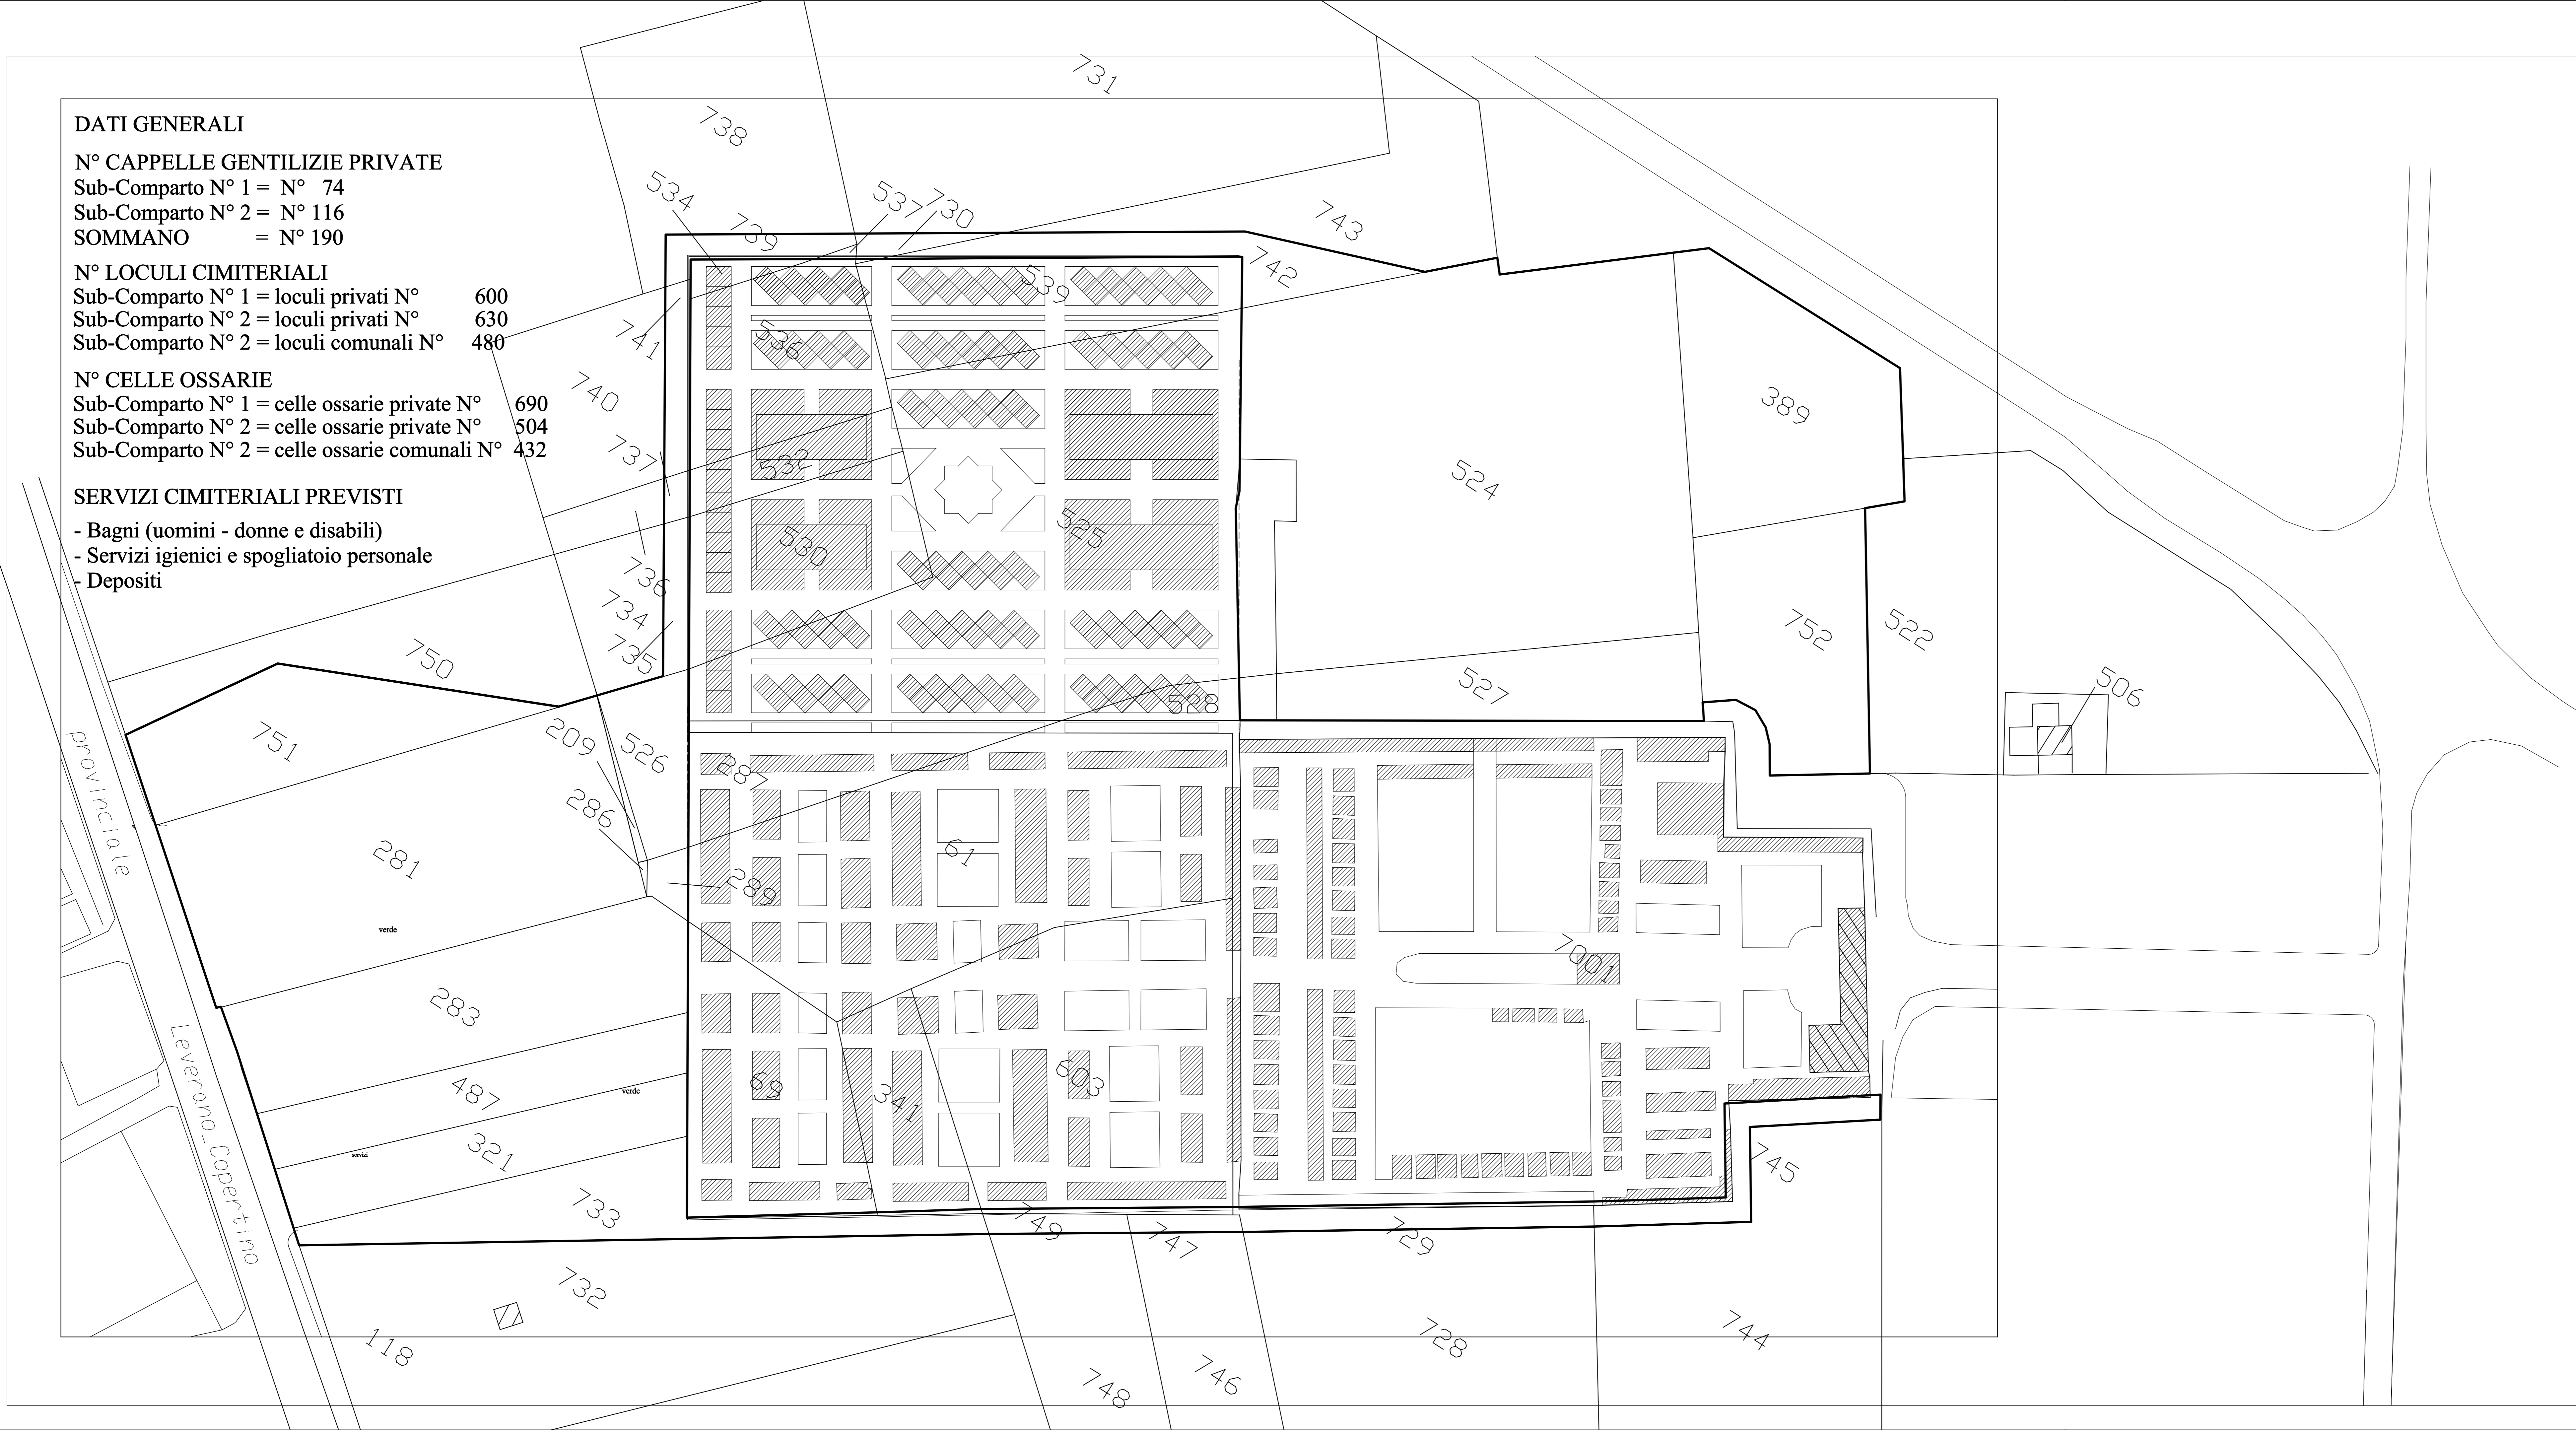 DATI GENERALI
N° CAPPELLE GENTILIZIE PRIVATE
Sub-Comparto N° 1 = N° 74
Sub-Comparto N° 2 = N° 116
SOMMANO = N° 190
N° LOCULI CIMITERIALI
Sub-Comparto N° 1 = loculi privati N° 600
Sub-Comparto N° 2 = loculi privati N° 630
Sub-Comparto N° 2 = loculi comunali N° 480
N° CELLE OSSARIE
Sub-Comparto N° 1 = celle ossarie private N° 690
Sub-Comparto N° 2 = celle ossarie private N° 504
Sub-Comparto N° 2 = celle ossarie comunali N° 432
SERVIZI CIMITERIALI PREVISTI
- Bagni (uomini - donne e disabili)
- Servizi igienici e spogliatoio personale
- Depositi
731
738
534
537
730
739
743
742
539
741
536
740
389
737
532
524
525
530
736
734
735
750
752
522
527
528
506
751
209
526
287
provinciale
286
281
61
289
verde
7001
283
Leverano_Copertino
487
verde
69
341
603
321
servizi
745
733
749
747
729
732
118
728
744
748
746